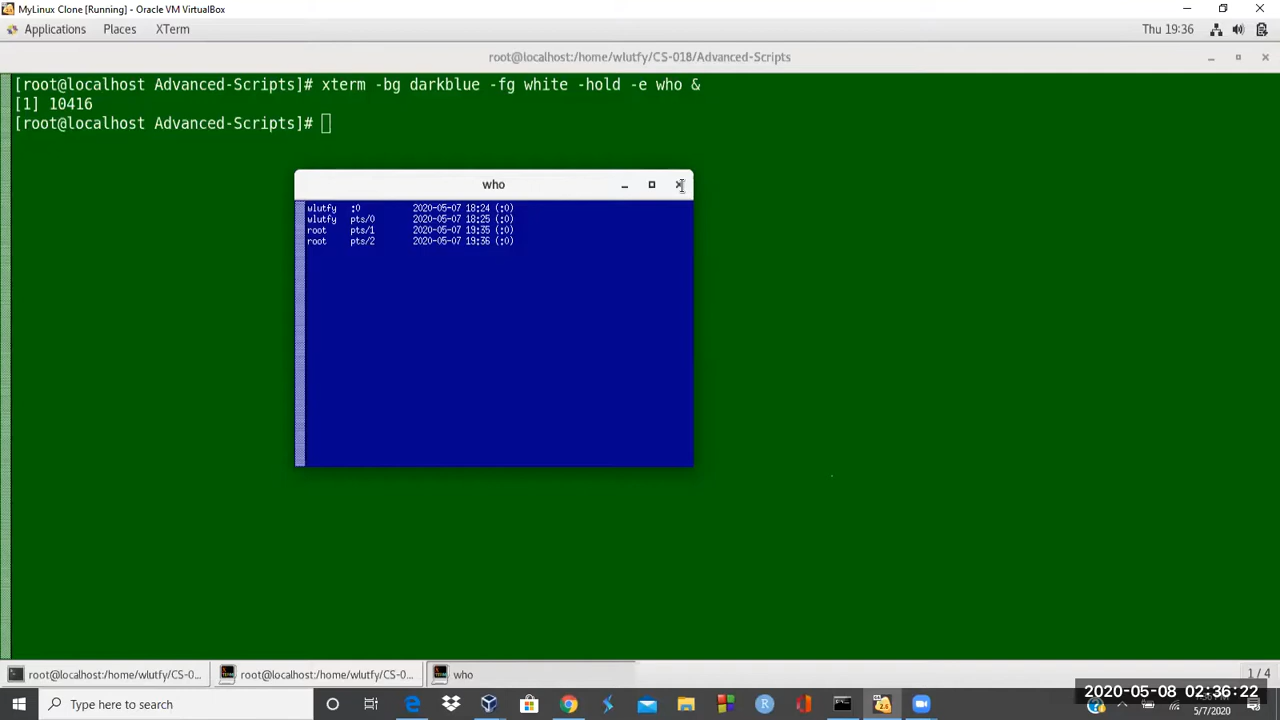 MyLinux Clone [Running] - Oracle VM VirtualBox
Applications Places XTerm Thu 19:36
root@localhost:/home/wlutfy/CS-018/Advanced-Scripts
[root@localhost Advanced-Scripts]# xterm -bg darkblue -fg white -hold -e who &
[1] 10416
[root@localhost Advanced-Scripts]#
who
wlutfy :0 2020-05-07 18:24 (:0)
wlutfy pts/0 2020-05-07 18:25 (:0)
root pts/1 2020-05-07 19:35 (:0)
root pts/2 2020-05-07 19:36 (:0)
root@localhost:/home/wlutfy/CS-0... root@localhost:/home/wlutfy/CS-0... who 1 / 4
Type here to search
2020-05-08 02:36:22
5/7/2020